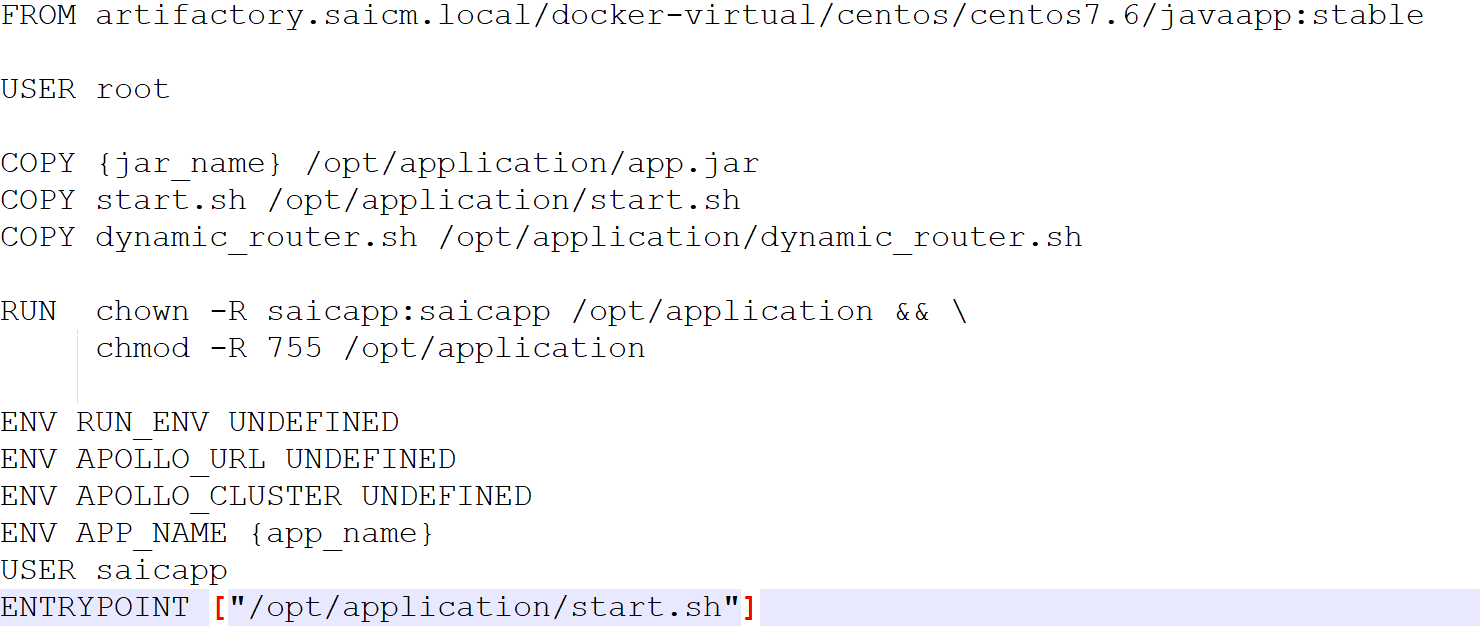 FROM artifactory.saicm.local/docker-virtual/centos/centos7.6/javaapp:stable
USER root
COPY {jar_name} /opt/application/app.jar
COPY start.sh /opt/application/start.sh
COPY dynamic_router.sh /opt/application/dynamic_router.sh
RUN  chown -R saicapp:saicapp /opt/application && \
     chmod -R 755 /opt/application
ENV RUN_ENV UNDEFINED
ENV APOLLO_URL UNDEFINED
ENV APOLLO_CLUSTER UNDEFINED
ENV APP_NAME {app_name}
USER saicapp
ENTRYPOINT ["/opt/application/start.sh"]